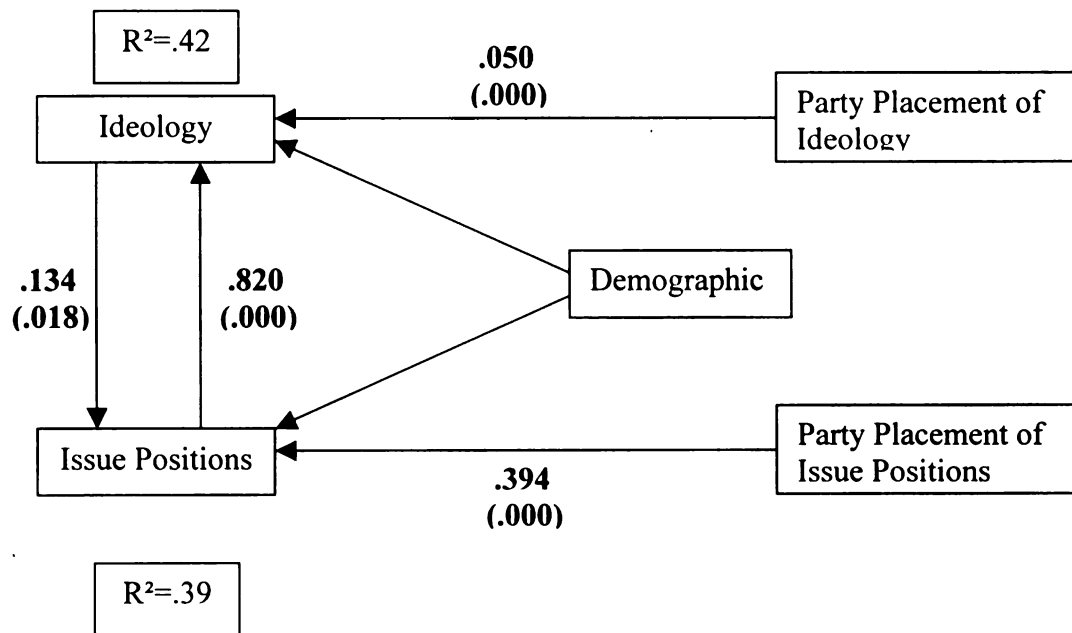 R²=.42
.050
(.000)
Ideology
Party Placement of
Ideology
.134
(.018)
.820
(.000)
Demographic
Issue Positions
Party Placement of
Issue Positions
.394
(.000)
R²=.39